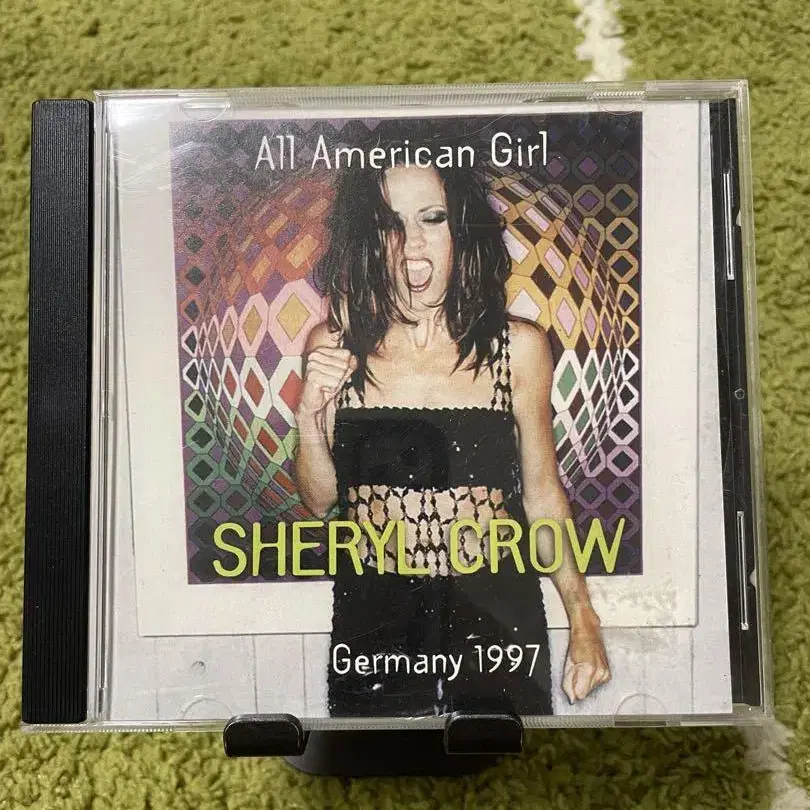 All American Girl
SHERYL CROW
Germany 1997